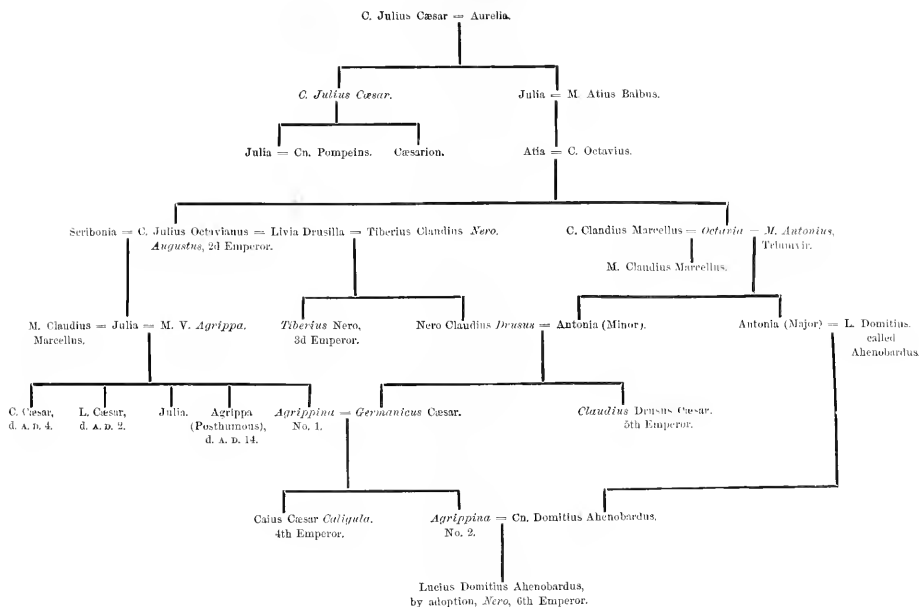 C. Julius Cæsar = Aurelia.
C. Julius Cæsar.
Julia = M. Atius Balbus.
Julia = Cn. Pompeins.
Cæsarion.
Atia = C. Octavius.
Scribonia = C. Julius Octavianus = Livia Drusilla = Tiberius Claudius Nero.
Augustus, 2d Emperor.
C. Clandius Marcellus = Octavia = M. Antonius,
Triumvir.
M. Claudius Marcellus.
M. Claudius = Julia = M. V. Agrippa.
Marcellus.
Tiberius Nero,
3d Emperor.
Nero Claudius Drusus = Antonia (Minor).
Antonia (Major) = L. Domitius.
called
Ahenobardus
C. Cæsar,
d. A. D. 4.
L. Cæsar,
d. A. D. 2.
Julia.
Agrippa
(Posthumous),
d. A. D. 14.
Agrippina = Germanicus Cæsar.
No. 1.
Claudius Drusus Cæsar.
5th Emperor.
Caius Cæsar Caligula.
4th Emperor.
Agrippina = Cn. Domitius Ahenobardus.
No. 2.
Lucius Domitius Ahenobardus,
by adoption, Nero, 6th Emperor.